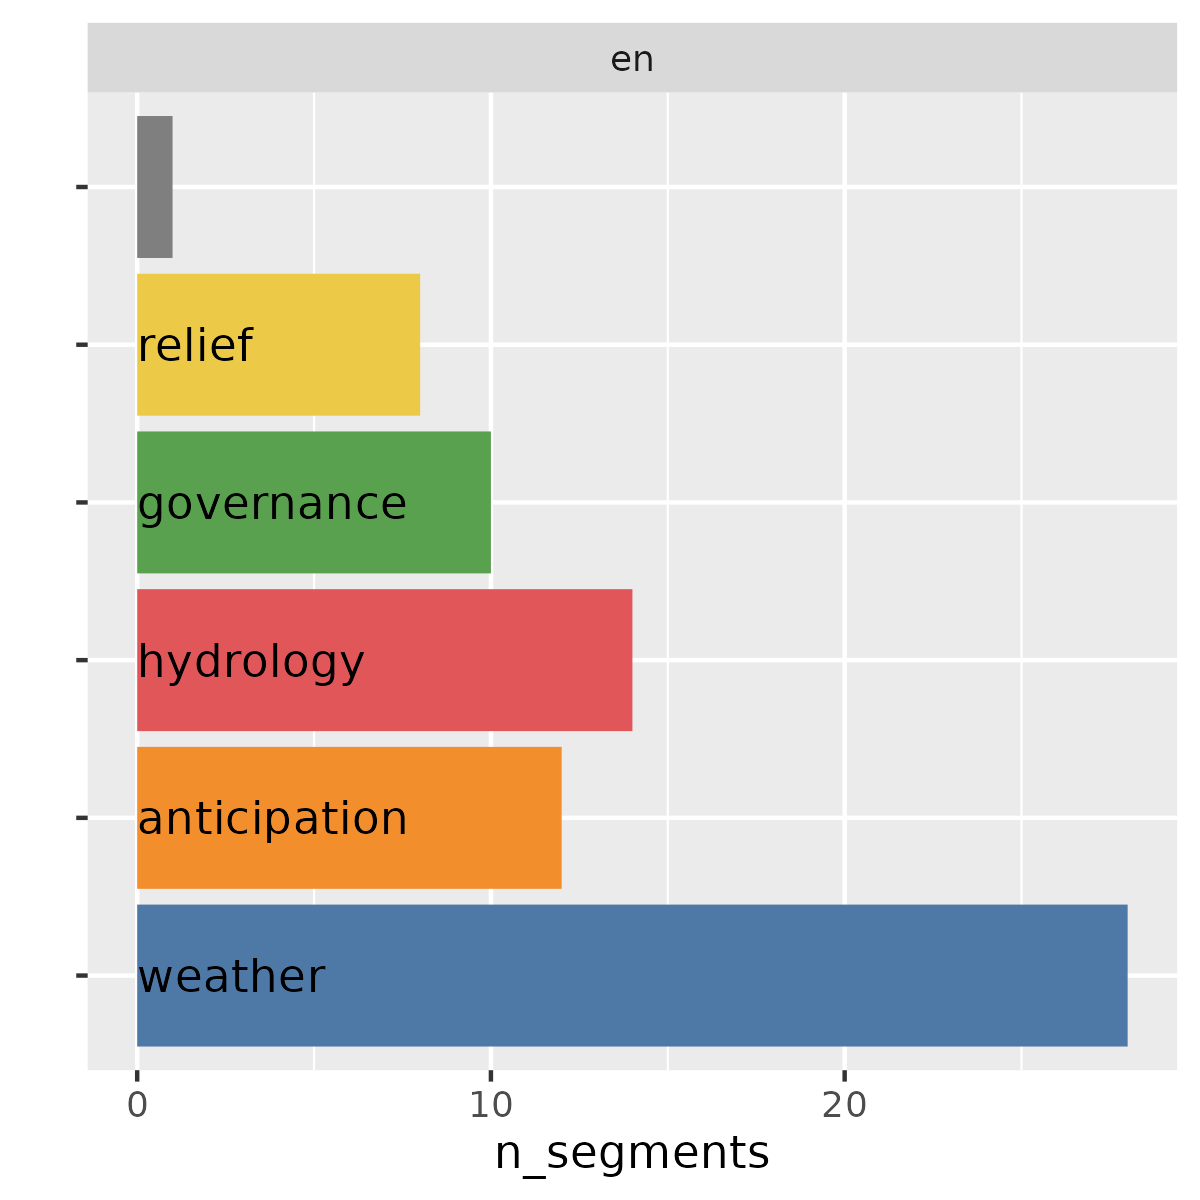 en
relief
governance
hydrology
anticipation
weather
0 10 20
n_segments